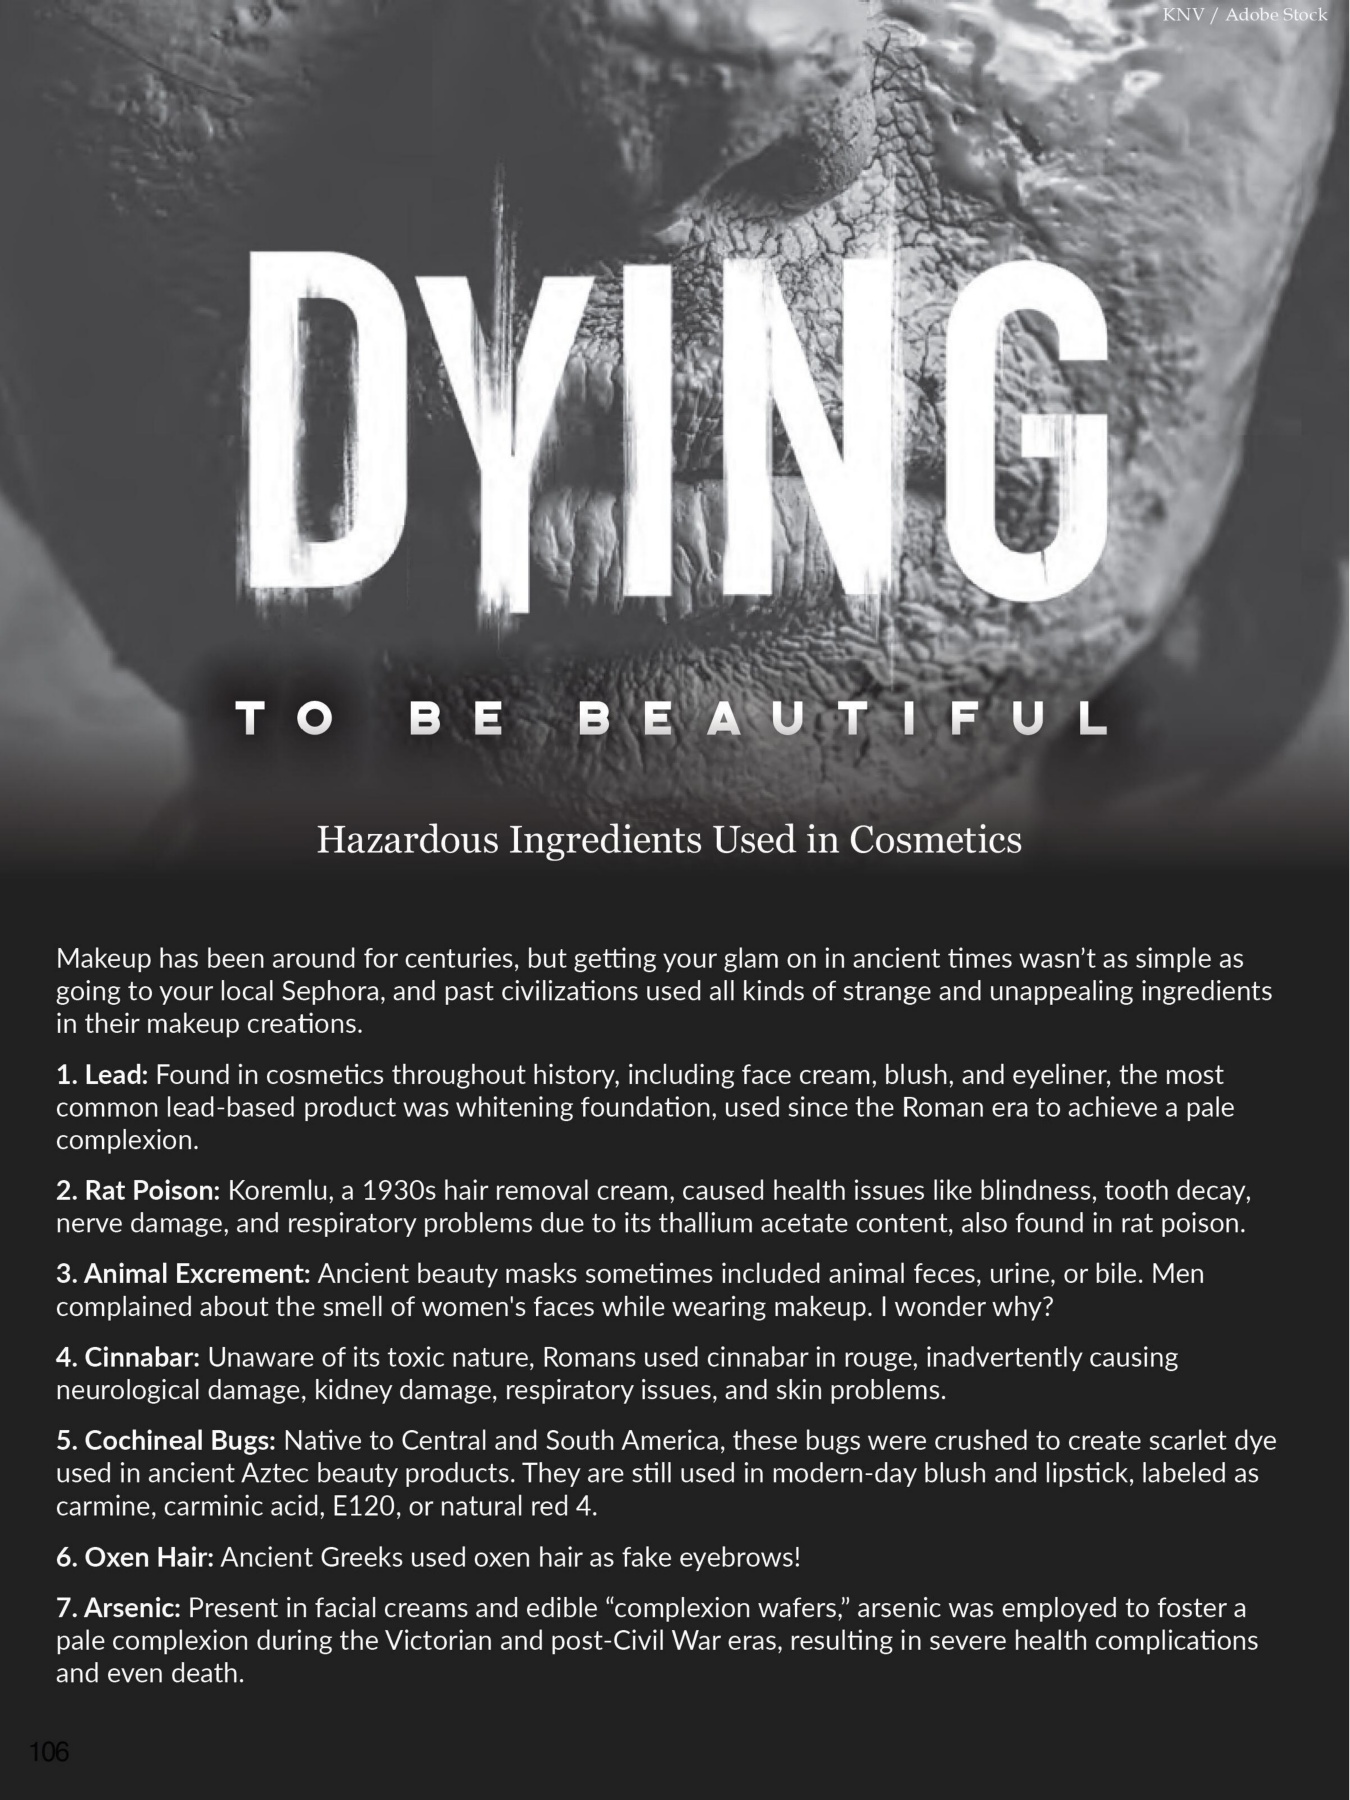 KNV / Adobe Stock
DYING
TO BE BEAUTIFUL
Hazardous Ingredients Used in Cosmetics
Makeup has been around for centuries, but getting your glam on in ancient times wasn’t as simple as
going to your local Sephora, and past civilizations used all kinds of strange and unappealing ingredients
in their makeup creations.
1. Lead: Found in cosmetics throughout history, including face cream, blush, and eyeliner, the most
common lead-based product was whitening foundation, used since the Roman era to achieve a pale
complexion.
2. Rat Poison: Koremlu, a 1930s hair removal cream, caused health issues like blindness, tooth decay,
nerve damage, and respiratory problems due to its thallium acetate content, also found in rat poison.
3. Animal Excrement: Ancient beauty masks sometimes included animal feces, urine, or bile. Men
complained about the smell of women's faces while wearing makeup. I wonder why?
4. Cinnabar: Unaware of its toxic nature, Romans used cinnabar in rouge, inadvertently causing
neurological damage, kidney damage, respiratory issues, and skin problems.
5. Cochineal Bugs: Native to Central and South America, these bugs were crushed to create scarlet dye
used in ancient Aztec beauty products. They are still used in modern-day blush and lipstick, labeled as
carmine, carminic acid, E120, or natural red 4.
6. Oxen Hair: Ancient Greeks used oxen hair as fake eyebrows!
7. Arsenic: Present in facial creams and edible “complexion wafers,” arsenic was employed to foster a
pale complexion during the Victorian and post-Civil War eras, resulting in severe health complications
and even death.
106